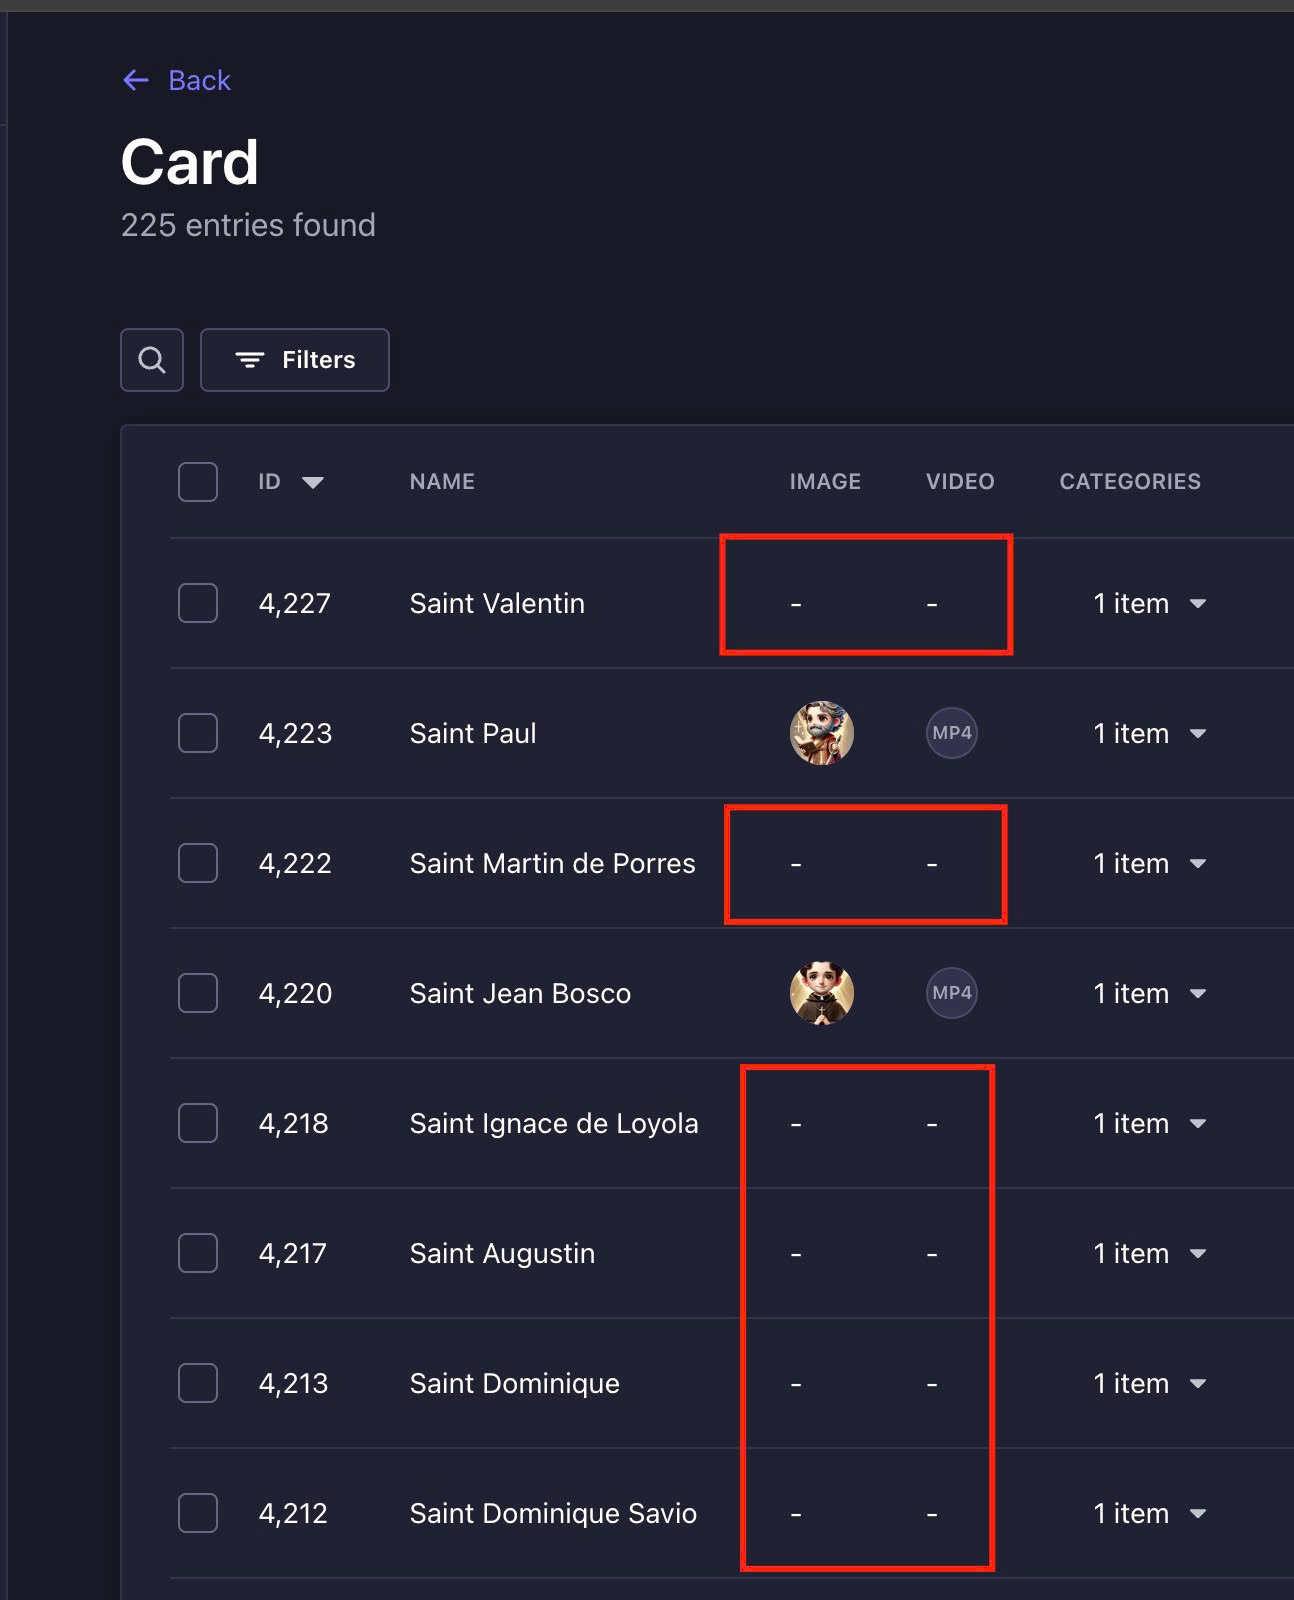 ← Back
Card
225 entries found
Filters
ID NAME IMAGE VIDEO CATEGORIES
4,227 Saint Valentin - - 1 item
4,223 Saint Paul MP4 1 item
4,222 Saint Martin de Porres - - 1 item
4,220 Saint Jean Bosco MP4 1 item
4,218 Saint Ignace de Loyola - - 1 item
4,217 Saint Augustin - - 1 item
4,213 Saint Dominique - - 1 item
4,212 Saint Dominique Savio - - 1 item